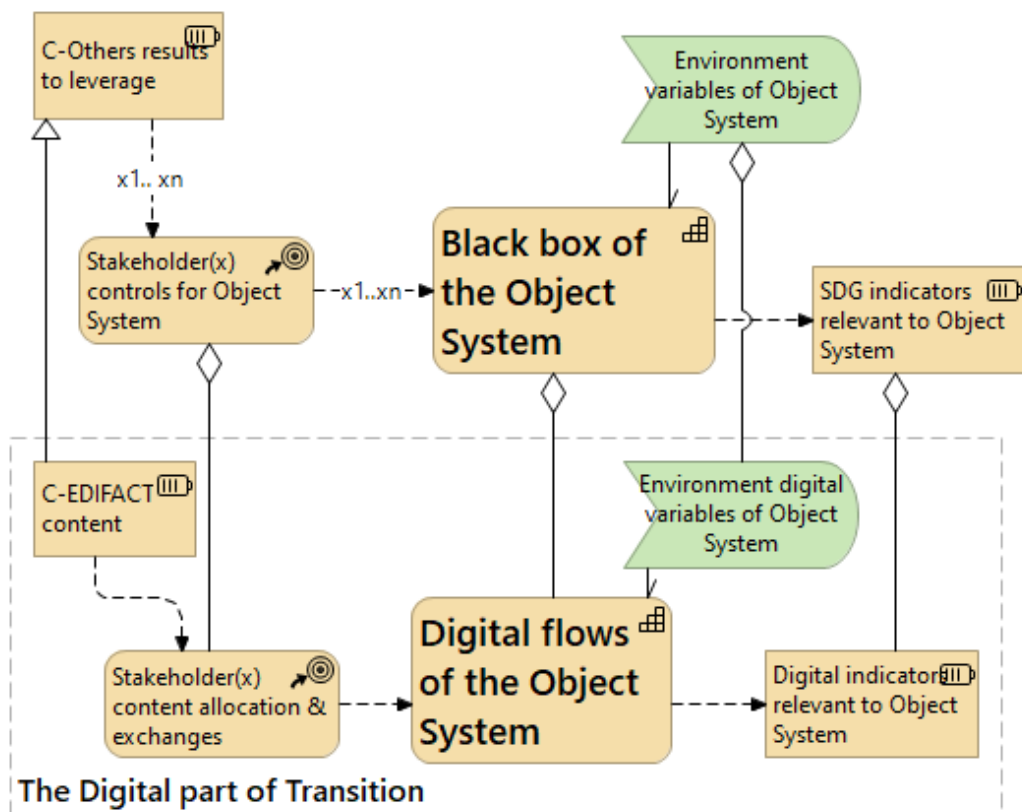 C-Others results
to leverage
Environment
variables of Object
System
x1.. xn
Stakeholder(x)
controls for Object
System
x1..xn
Black box of
the Object
System
SDG indicators
relevant to Object
System
C-EDIFACT
content
Environment digital
variables of Object
System
Stakeholder(x)
content allocation &
exchanges
Digital flows
of the Object
System
Digital indicators
relevant to Object
System
The Digital part of Transition